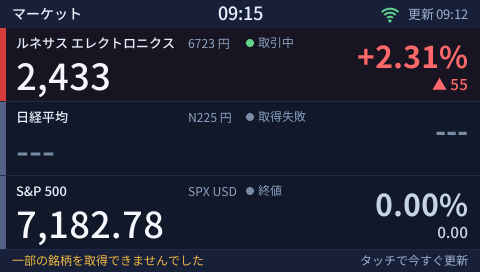 マーケット 09:15 更新 09:12
ルネサス エレクトロニクス 6723 円 取引中 +2.31%
2,433 ▲ 55
日経平均 N225 円 取得失敗 ---
---
S&P 500 SPX USD 終値 0.00%
7,182.78 0.00
一部の銘柄を取得できませんでした タッチで今すぐ更新